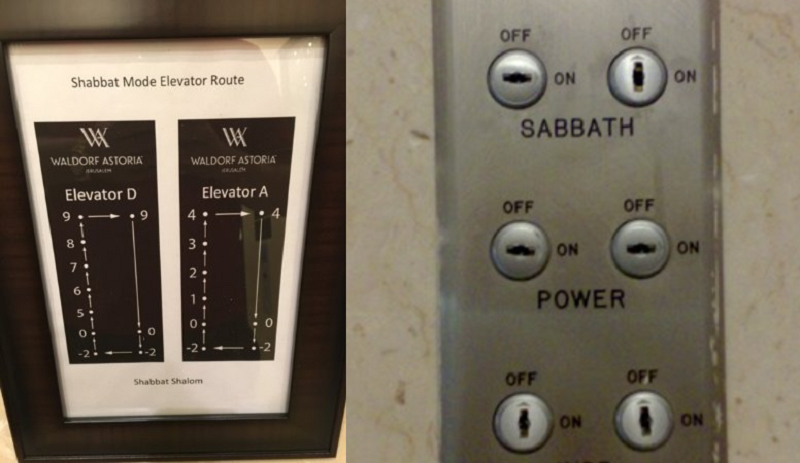 Shabbat Mode Elevator Route
WALDORF ASTORIA
JERUSALEM
Elevator D
9 9
8
7
6
5
0 0
-2 -2
WALDORF ASTORIA
JERUSALEM
Elevator A
4 4
3
2
1
0 0
-2 -2
Shabbat Shalom
OFF OFF
ON ON
SABBATH
OFF OFF
ON ON
POWER
OFF OFF
ON ON